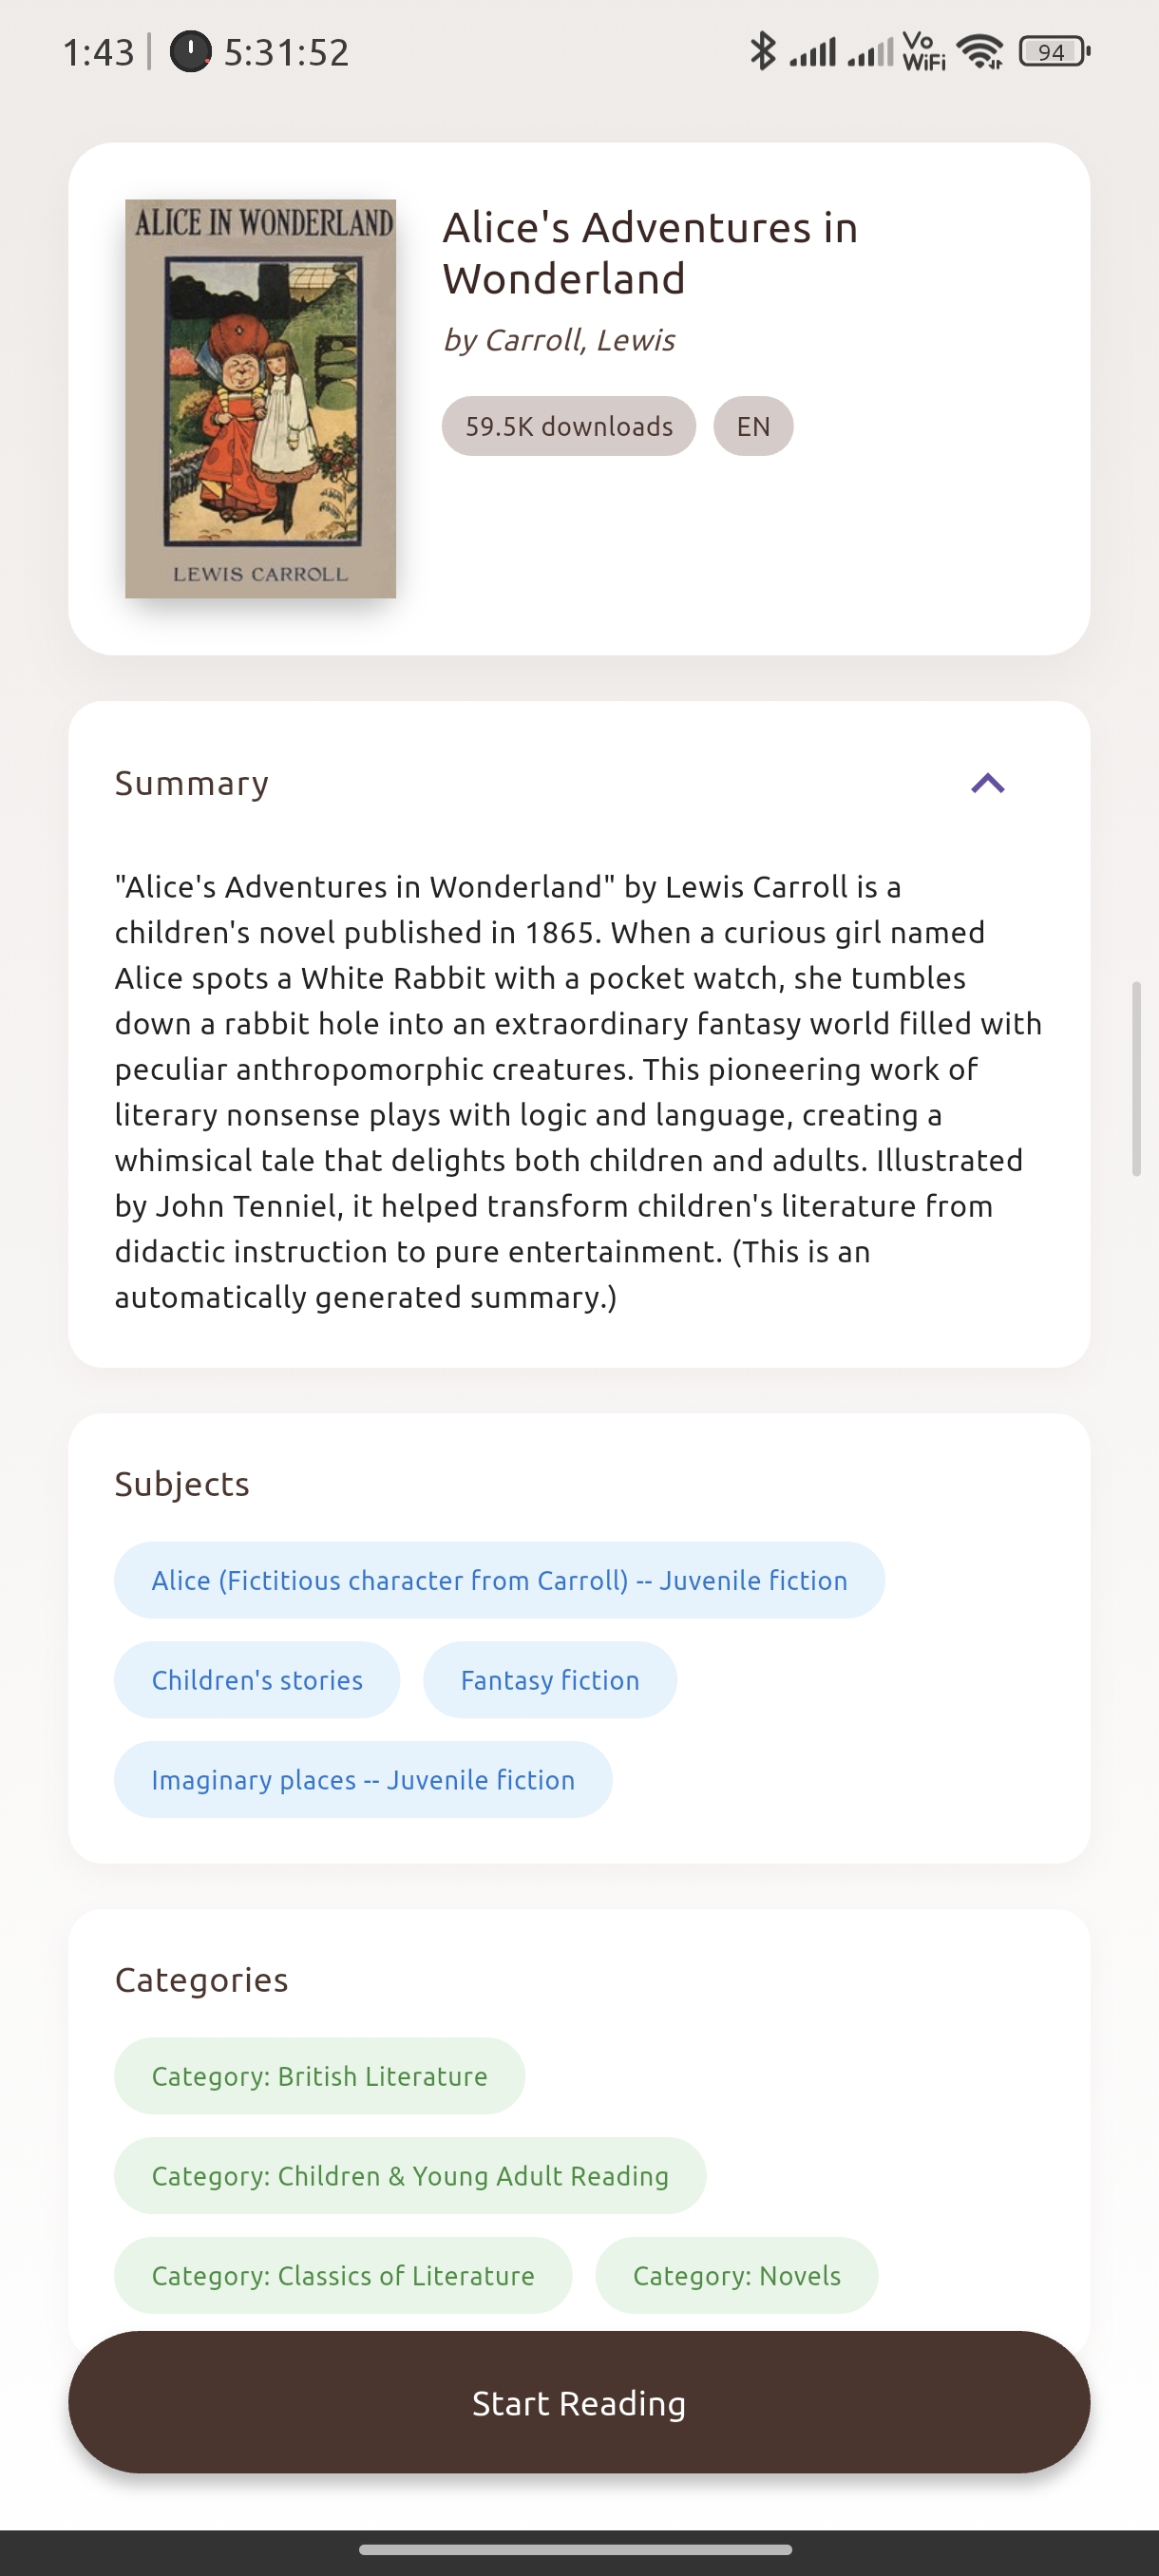 1:43 5:31:52 Vo WiFi 94
ALICE IN WONDERLAND
LEWIS CARROLL
Alice's Adventures in
Wonderland
by Carroll, Lewis
59.5K downloads EN
Summary
"Alice's Adventures in Wonderland" by Lewis Carroll is a
children's novel published in 1865. When a curious girl named
Alice spots a White Rabbit with a pocket watch, she tumbles
down a rabbit hole into an extraordinary fantasy world filled with
peculiar anthropomorphic creatures. This pioneering work of
literary nonsense plays with logic and language, creating a
whimsical tale that delights both children and adults. Illustrated
by John Tenniel, it helped transform children's literature from
didactic instruction to pure entertainment. (This is an
automatically generated summary.)
Subjects
Alice (Fictitious character from Carroll) -- Juvenile fiction
Children's stories Fantasy fiction
Imaginary places -- Juvenile fiction
Categories
Category: British Literature
Category: Children & Young Adult Reading
Category: Classics of Literature Category: Novels
Start Reading